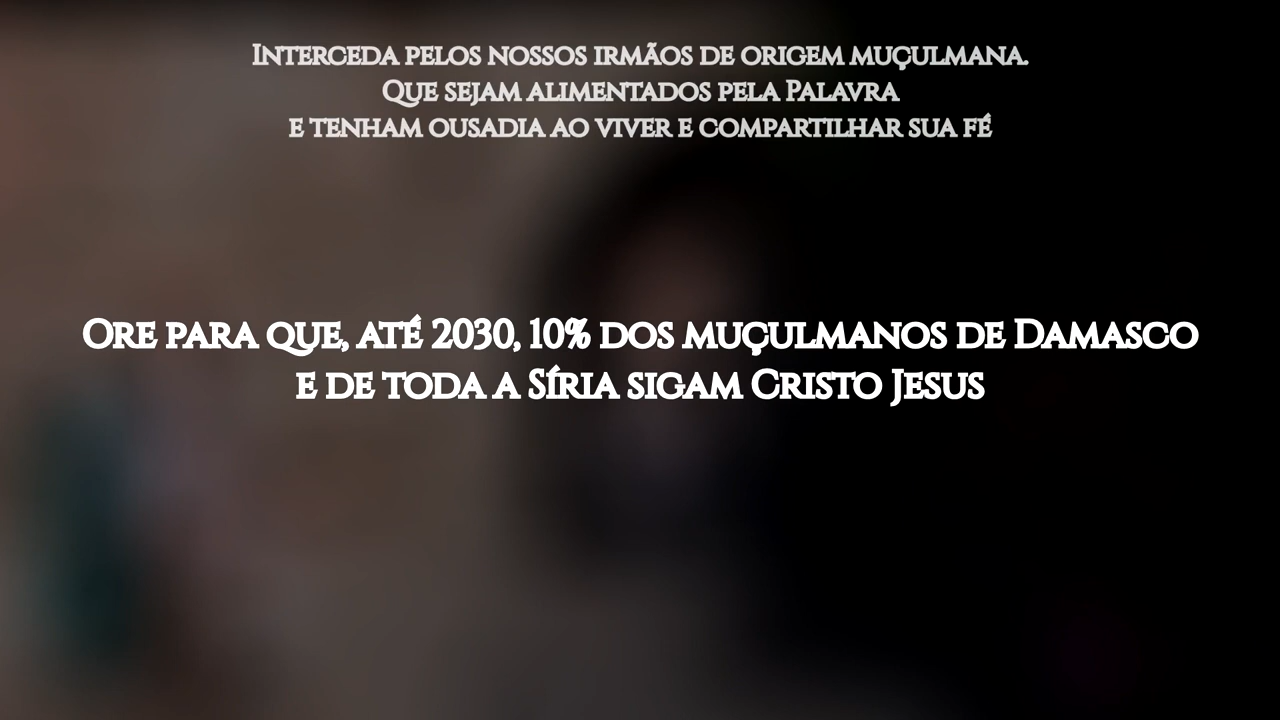 Interceda pelos nossos irmãos de origem muçulmana.
Que sejam alimentados pela Palavra
e tenham ousadia ao viver e compartilhar sua fé
Ore para que, até 2030, 10% dos muçulmanos de Damasco
e de toda a Síria sigam Cristo Jesus